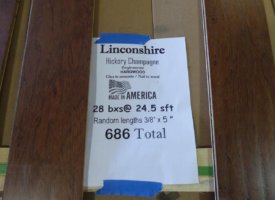 Linconshire
Hickory Champagne
Engineered
HARDWOOD
MADE IN AMERICA
28 bxs@ 24.5 sft
Random lengths 3/8' x 5 "
686 Total